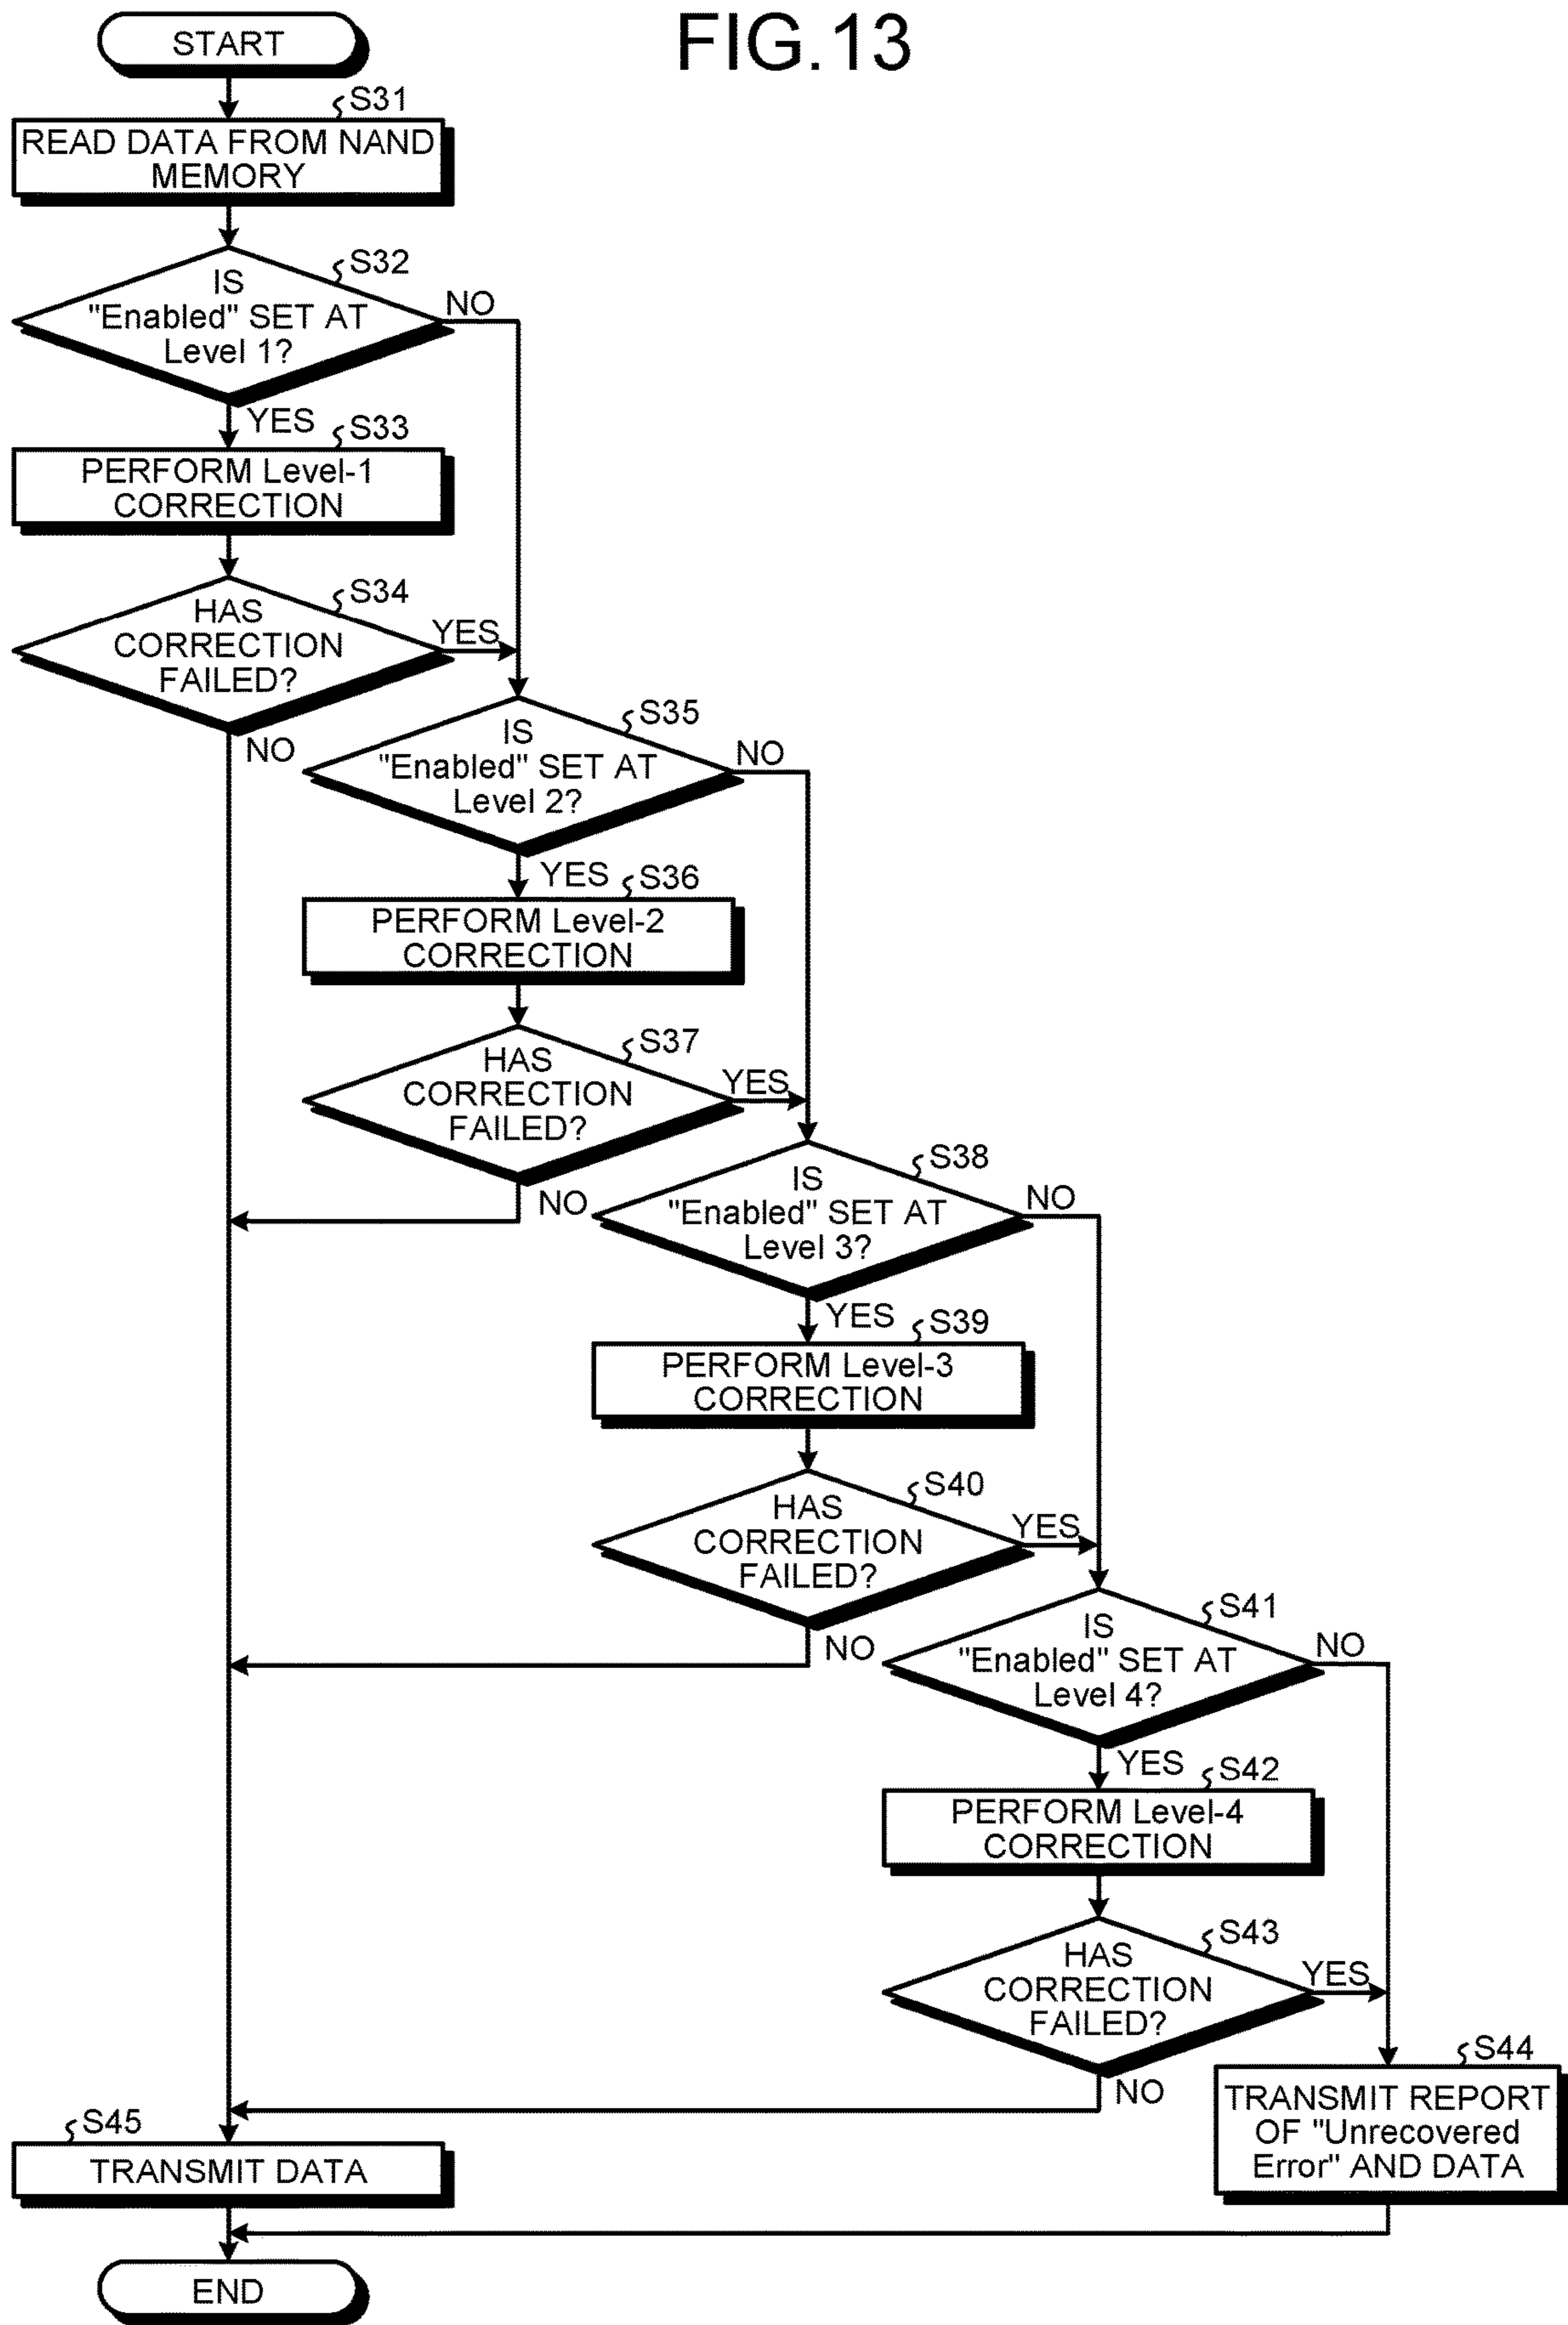 FIG.13
START
S31
READ DATA FROM NAND
MEMORY
S32
IS
"Enabled" SET AT
Level 1?
NO
YES
S33
PERFORM Level-1
CORRECTION
S34
HAS
CORRECTION
FAILED?
YES
NO
S35
IS
"Enabled" SET AT
Level 2?
NO
YES
S36
PERFORM Level-2
CORRECTION
S37
HAS
CORRECTION
FAILED?
YES
NO
S38
IS
"Enabled" SET AT
Level 3?
NO
YES
S39
PERFORM Level-3
CORRECTION
S40
HAS
CORRECTION
FAILED?
YES
NO
S41
IS
"Enabled" SET AT
Level 4?
NO
YES
S42
PERFORM Level-4
CORRECTION
S43
HAS
CORRECTION
FAILED?
YES
NO
S44
TRANSMIT REPORT
OF "Unrecovered
Error" AND DATA
S45
TRANSMIT DATA
END